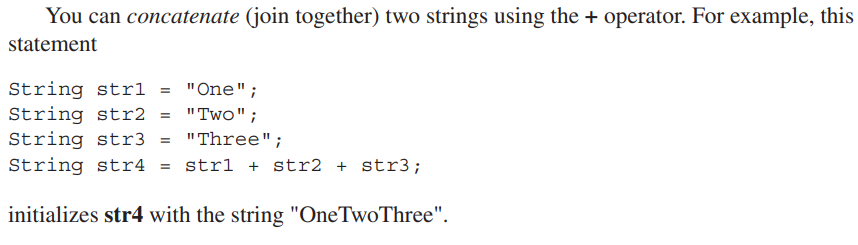 You can concatenate (join together) two strings using the + operator. For example, this
statement
String str1 = "One";
String str2 = "Two";
String str3 = "Three";
String str4 = str1 + str2 + str3;
initializes str4 with the string "OneTwoThree".